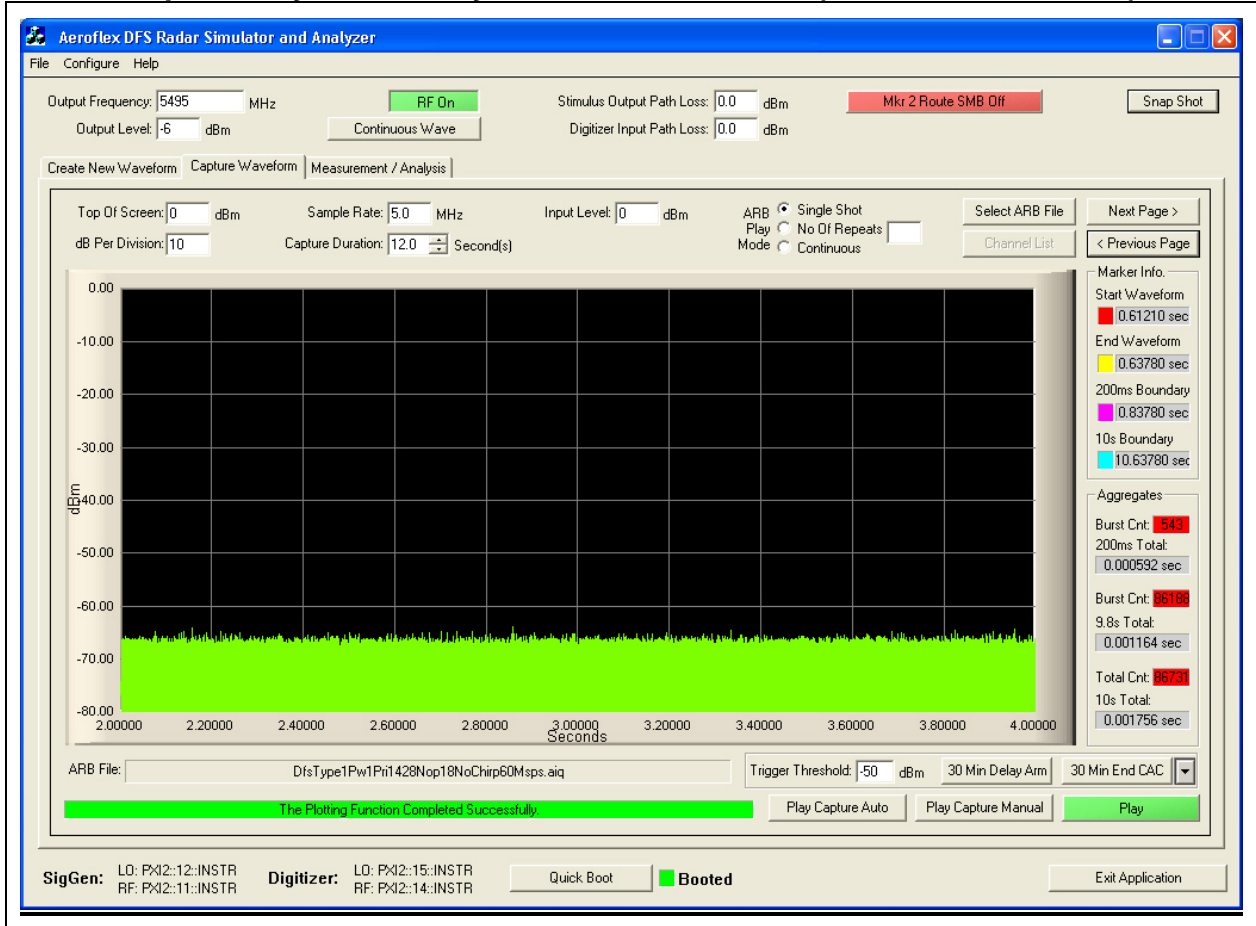 Aeroflex DFS Radar Simulator and Analyzer
File Configure Help
Output Frequency: 5495 MHz RF On Stimulus Output Path Loss: 0.0 dBm Mkr 2 Route SMB Off Snap Shot
Output Level: -6 dBm Continuous Wave Digitizer Input Path Loss: 0.0 dBm
Create New Waveform Capture Waveform Measurement / Analysis
Top Of Screen: 0 dBm Sample Rate: 5.0 MHz Input Level: 0 dBm ARB Play Mode Single Shot Select ARB File Next Page >
No Of Repeats
dB Per Division: 10 Capture Duration: 12.0 Second(s) Continuous Channel List < Previous Page
Marker Info.
Start Waveform
0.61210 sec
End Waveform
0.63780 sec
200ms Boundary
0.83780 sec
10s Boundary
10.63780 sec
Aggregates
Burst Cnt: 543
200ms Total:
0.000592 sec
Burst Cnt: 86188
9.8s Total:
0.001164 sec
Total Cnt: 86731
10s Total:
0.001756 sec
0.00
-10.00
-20.00
-30.00
-40.00
-50.00
-60.00
-70.00
-80.00
dBm
2.00000 2.20000 2.40000 2.60000 2.80000 3.00000 3.20000 3.40000 3.60000 3.80000 4.00000
Seconds
ARB File: DfsType1Pw1Pri1428Nop18NoChirp60Msps.aiq Trigger Threshold: -50 dBm 30 Min Delay Arm 30 Min End CAC
The Plotting Function Completed Successfully. Play Capture Auto Play Capture Manual Play
SigGen: LO: PXI2::12::INSTR Digitizer: LO: PXI2::15::INSTR Quick Boot Booted Exit Application
RF: PXI2::11::INSTR RF: PXI2::14::INSTR